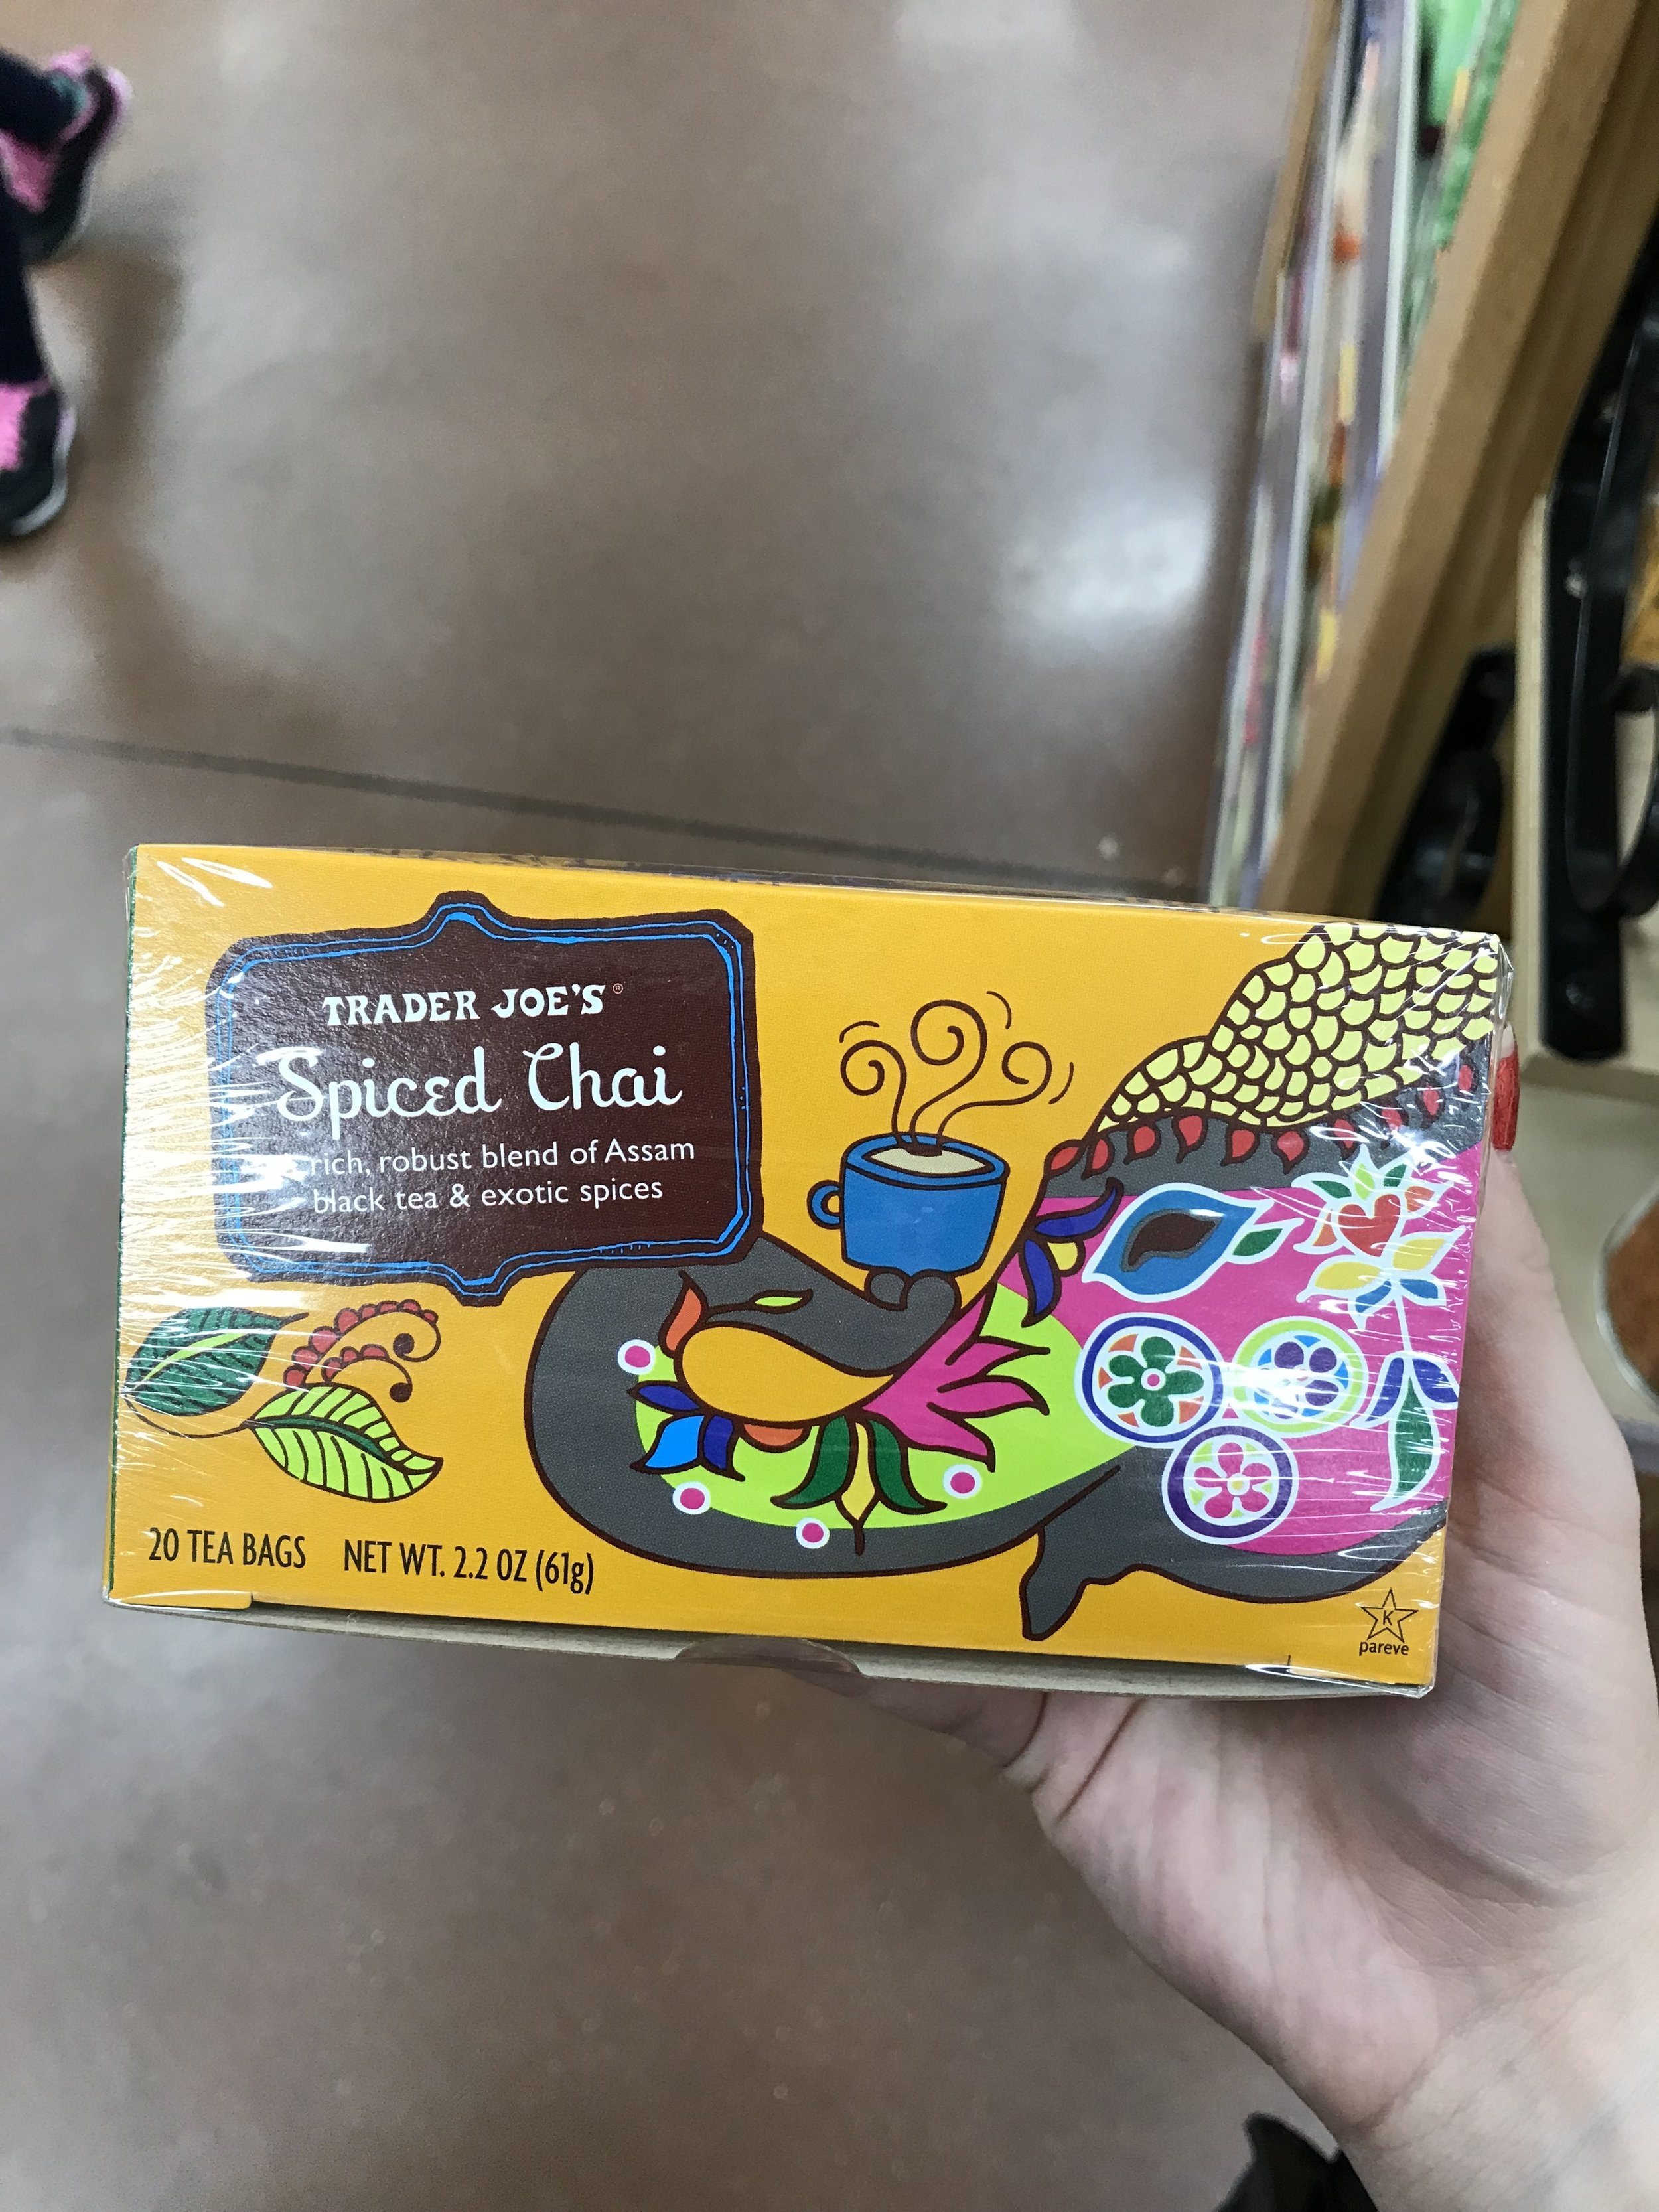 TRADER JOE'S®
Spiced Chai
rich, robust blend of Assam
black tea & exotic spices
20 TEA BAGS NET WT. 2.2 OZ (61g)
K
pareve